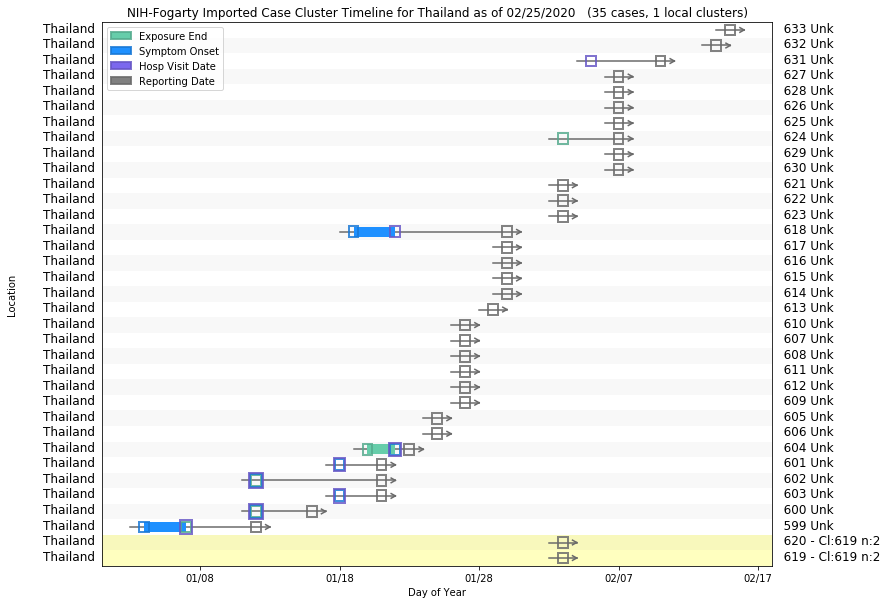 NIH-Fogarty Imported Case Cluster Timeline for Thailand as of 02/25/2020   (35 cases, 1 local clusters)
Exposure End
Symptom Onset
Hosp Visit Date
Reporting Date
Thailand 633 Unk
Thailand 632 Unk
Thailand 631 Unk
Thailand 627 Unk
Thailand 628 Unk
Thailand 626 Unk
Thailand 625 Unk
Thailand 624 Unk
Thailand 629 Unk
Thailand 630 Unk
Thailand 621 Unk
Thailand 622 Unk
Thailand 623 Unk
Thailand 618 Unk
Thailand 617 Unk
Thailand 616 Unk
Thailand 615 Unk
Thailand 614 Unk
Thailand 613 Unk
Thailand 610 Unk
Thailand 607 Unk
Thailand 608 Unk
Thailand 611 Unk
Thailand 612 Unk
Thailand 609 Unk
Thailand 605 Unk
Thailand 606 Unk
Thailand 604 Unk
Thailand 601 Unk
Thailand 602 Unk
Thailand 603 Unk
Thailand 600 Unk
Thailand 599 Unk
Thailand 620 - Cl:619 n:2
Thailand 619 - Cl:619 n:2
Location
01/08 01/18 01/28 02/07 02/17
Day of Year